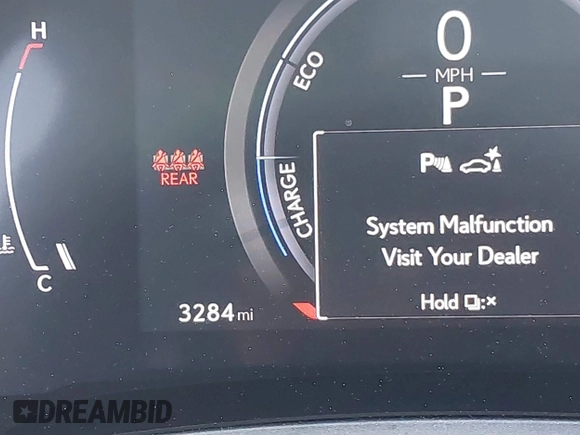 H
0
MPH
P
ECO
REAR
CHARGE
P
System Malfunction
Visit Your Dealer
C
Hold :×
3284 mi
DREAMBID